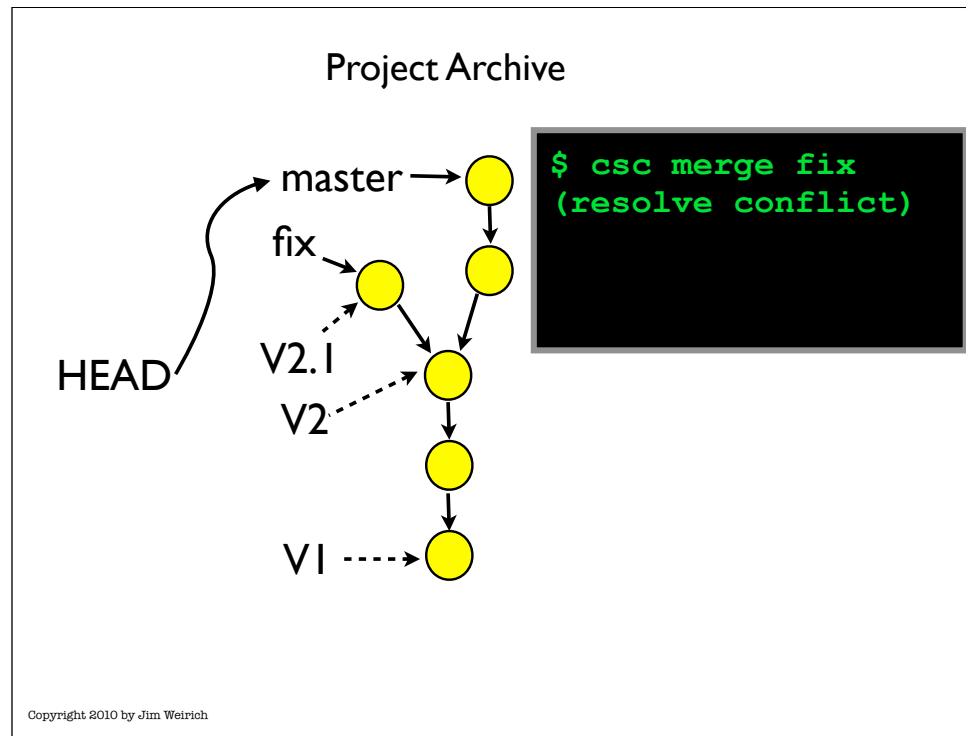 Project Archive
master
$ csc merge fix
(resolve conflict)
fix
V2.1
HEAD
V2
V1
Copyright 2010 by Jim Weirich